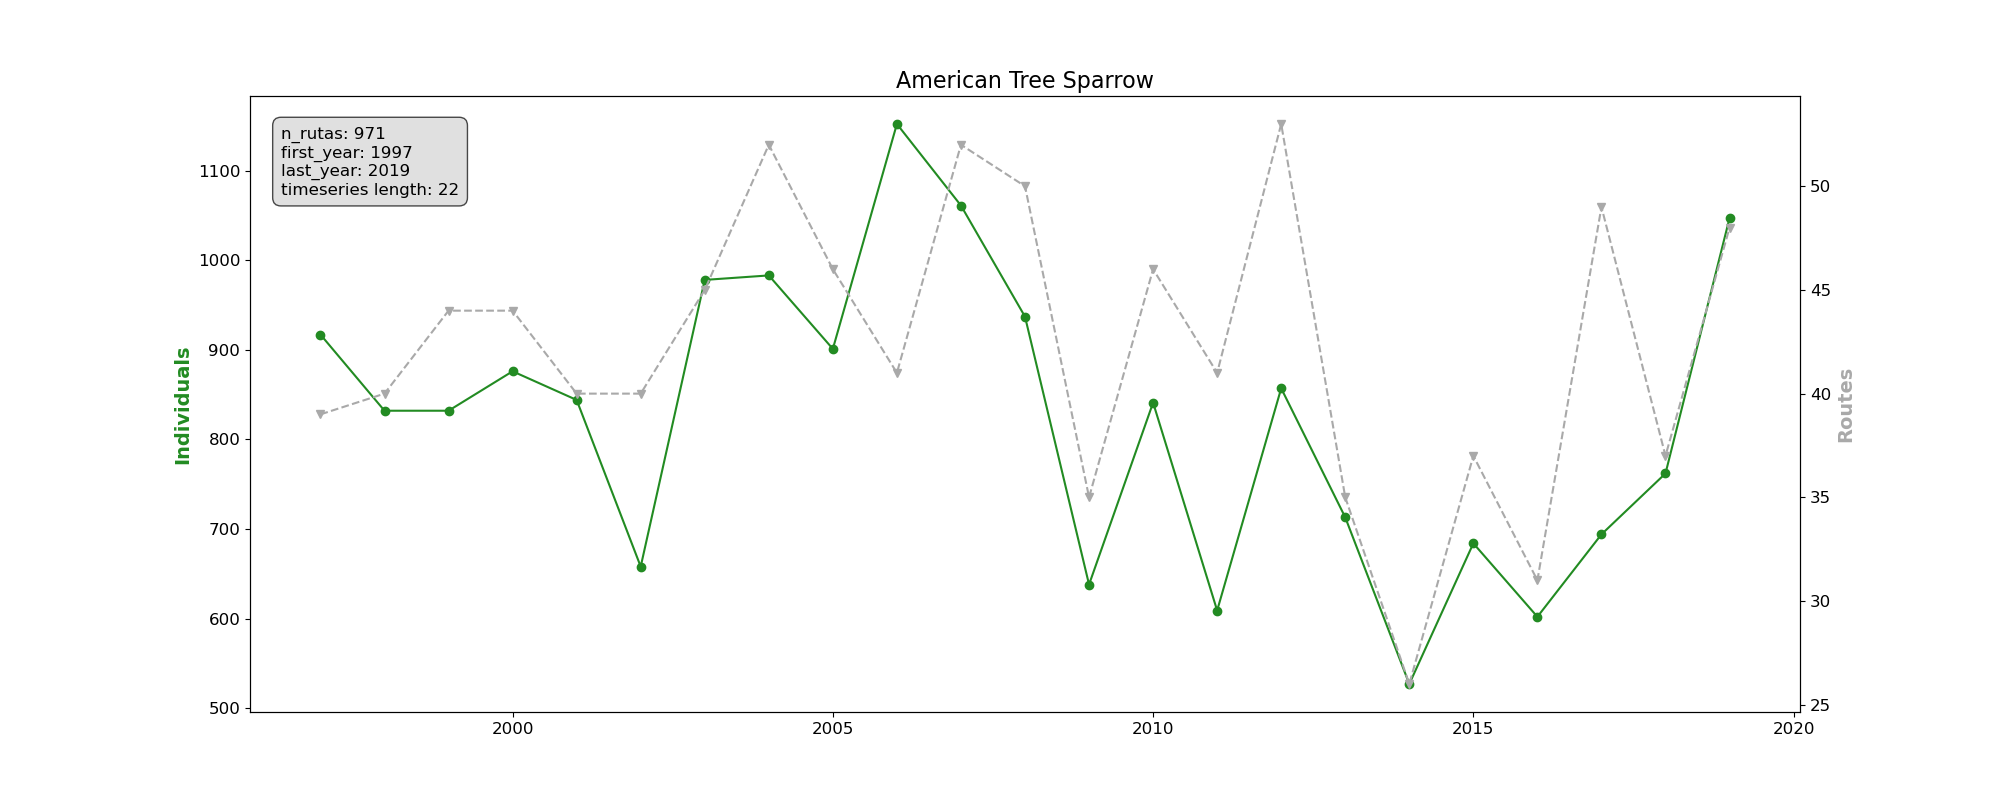 American Tree Sparrow
n_rutas: 971
first_year: 1997
last_year: 2019
timeseries length: 22
Individuals
1100
1000
900
800
700
600
500
50
45
40
35
30
25
Routes
2000 2005 2010 2015 2020